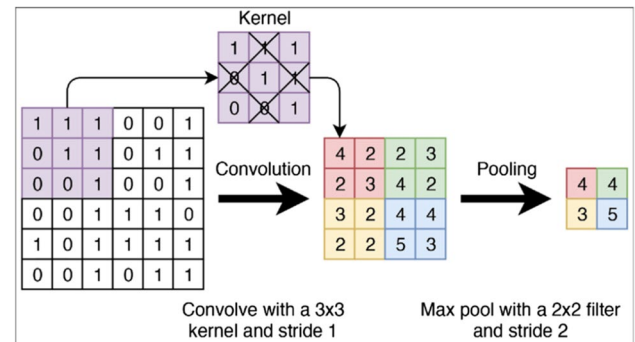 Kernel
1 1 1
0 1 1
0 0 1
1 1 1 0 0 1
0 1 1 0 1 1
0 0 1 0 0 1
0 0 1 1 1 0
1 0 1 1 1 1
0 0 1 0 1 1
Convolution
4 2 2 3
2 3 4 2
3 2 4 4
2 2 5 3
Pooling
4 4
3 5
Convolve with a 3x3
kernel and stride 1
Max pool with a 2x2 filter
and stride 2